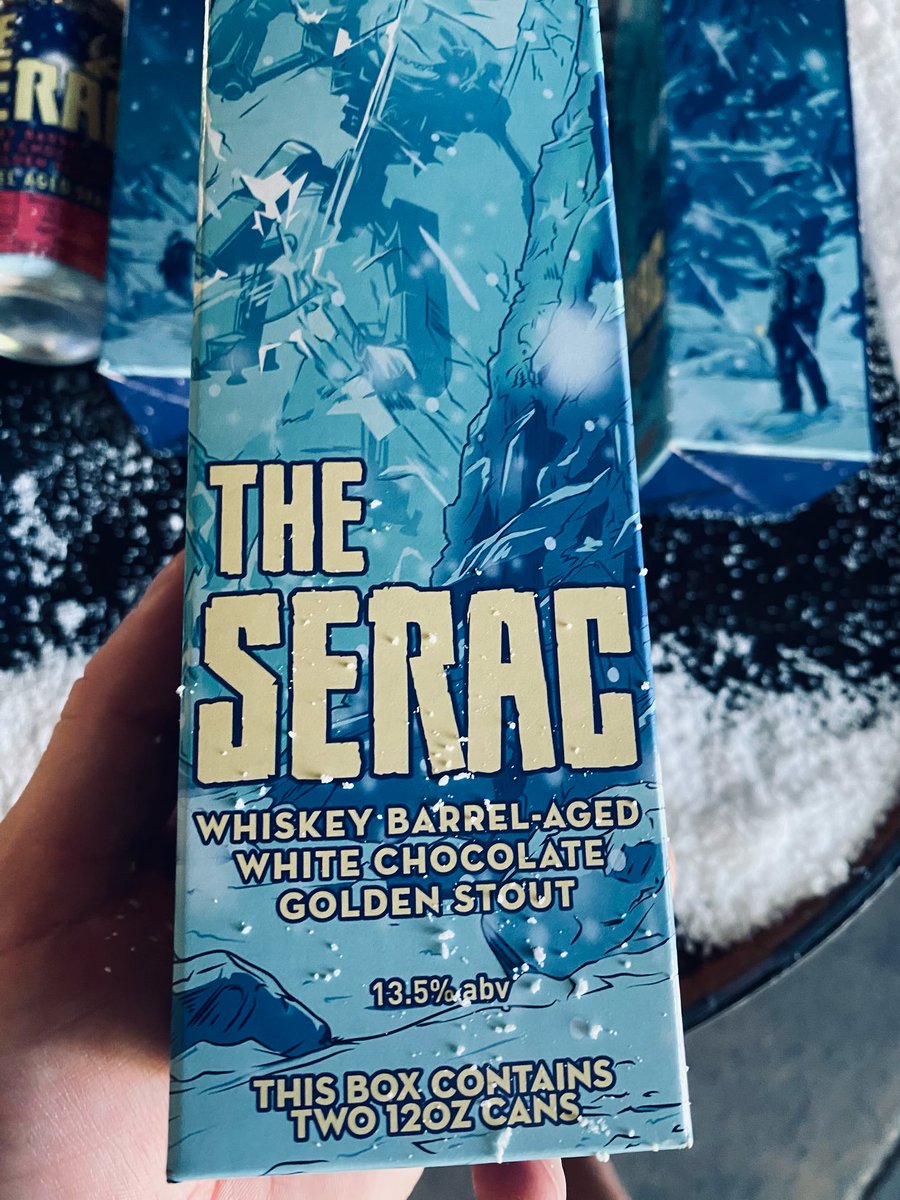 THE
SERAC
WHISKEY BARREL-AGED
WHITE CHOCOLATE
GOLDEN STOUT
13.5% abv
THIS BOX CONTAINS
TWO 12OZ CANS